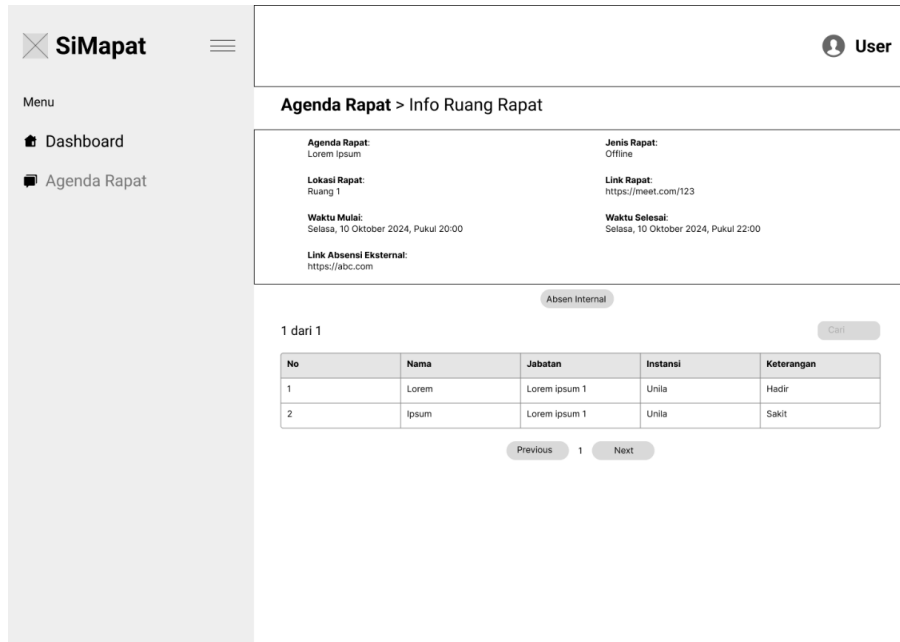 SiMapat
User
Menu
Dashboard
Agenda Rapat
Agenda Rapat > Info Ruang Rapat
Agenda Rapat:
Lorem Ipsum
Jenis Rapat:
Offline
Lokasi Rapat:
Ruang 1
Link Rapat:
https://meet.com/123
Waktu Mulai:
Selasa, 10 Oktober 2024, Pukul 20:00
Waktu Selesai:
Selasa, 10 Oktober 2024, Pukul 22:00
Link Absensi Eksternal:
https://abc.com
Absen Internal
1 dari 1
Cari
No Nama Jabatan Instansi Keterangan
1 Lorem Lorem ipsum 1 Unila Hadir
2 Ipsum Lorem ipsum 1 Unila Sakit
Previous 1 Next